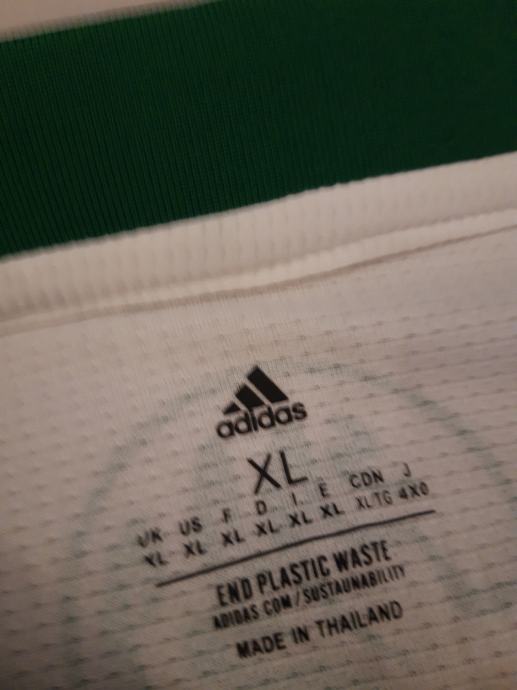 adidas
XL
UK US F D I E CDN J
XL XL XL XL XL XL XL/TG 4XO
END PLASTIC WASTE
ADIDAS.COM/SUSTAINABILITY
MADE IN THAILAND